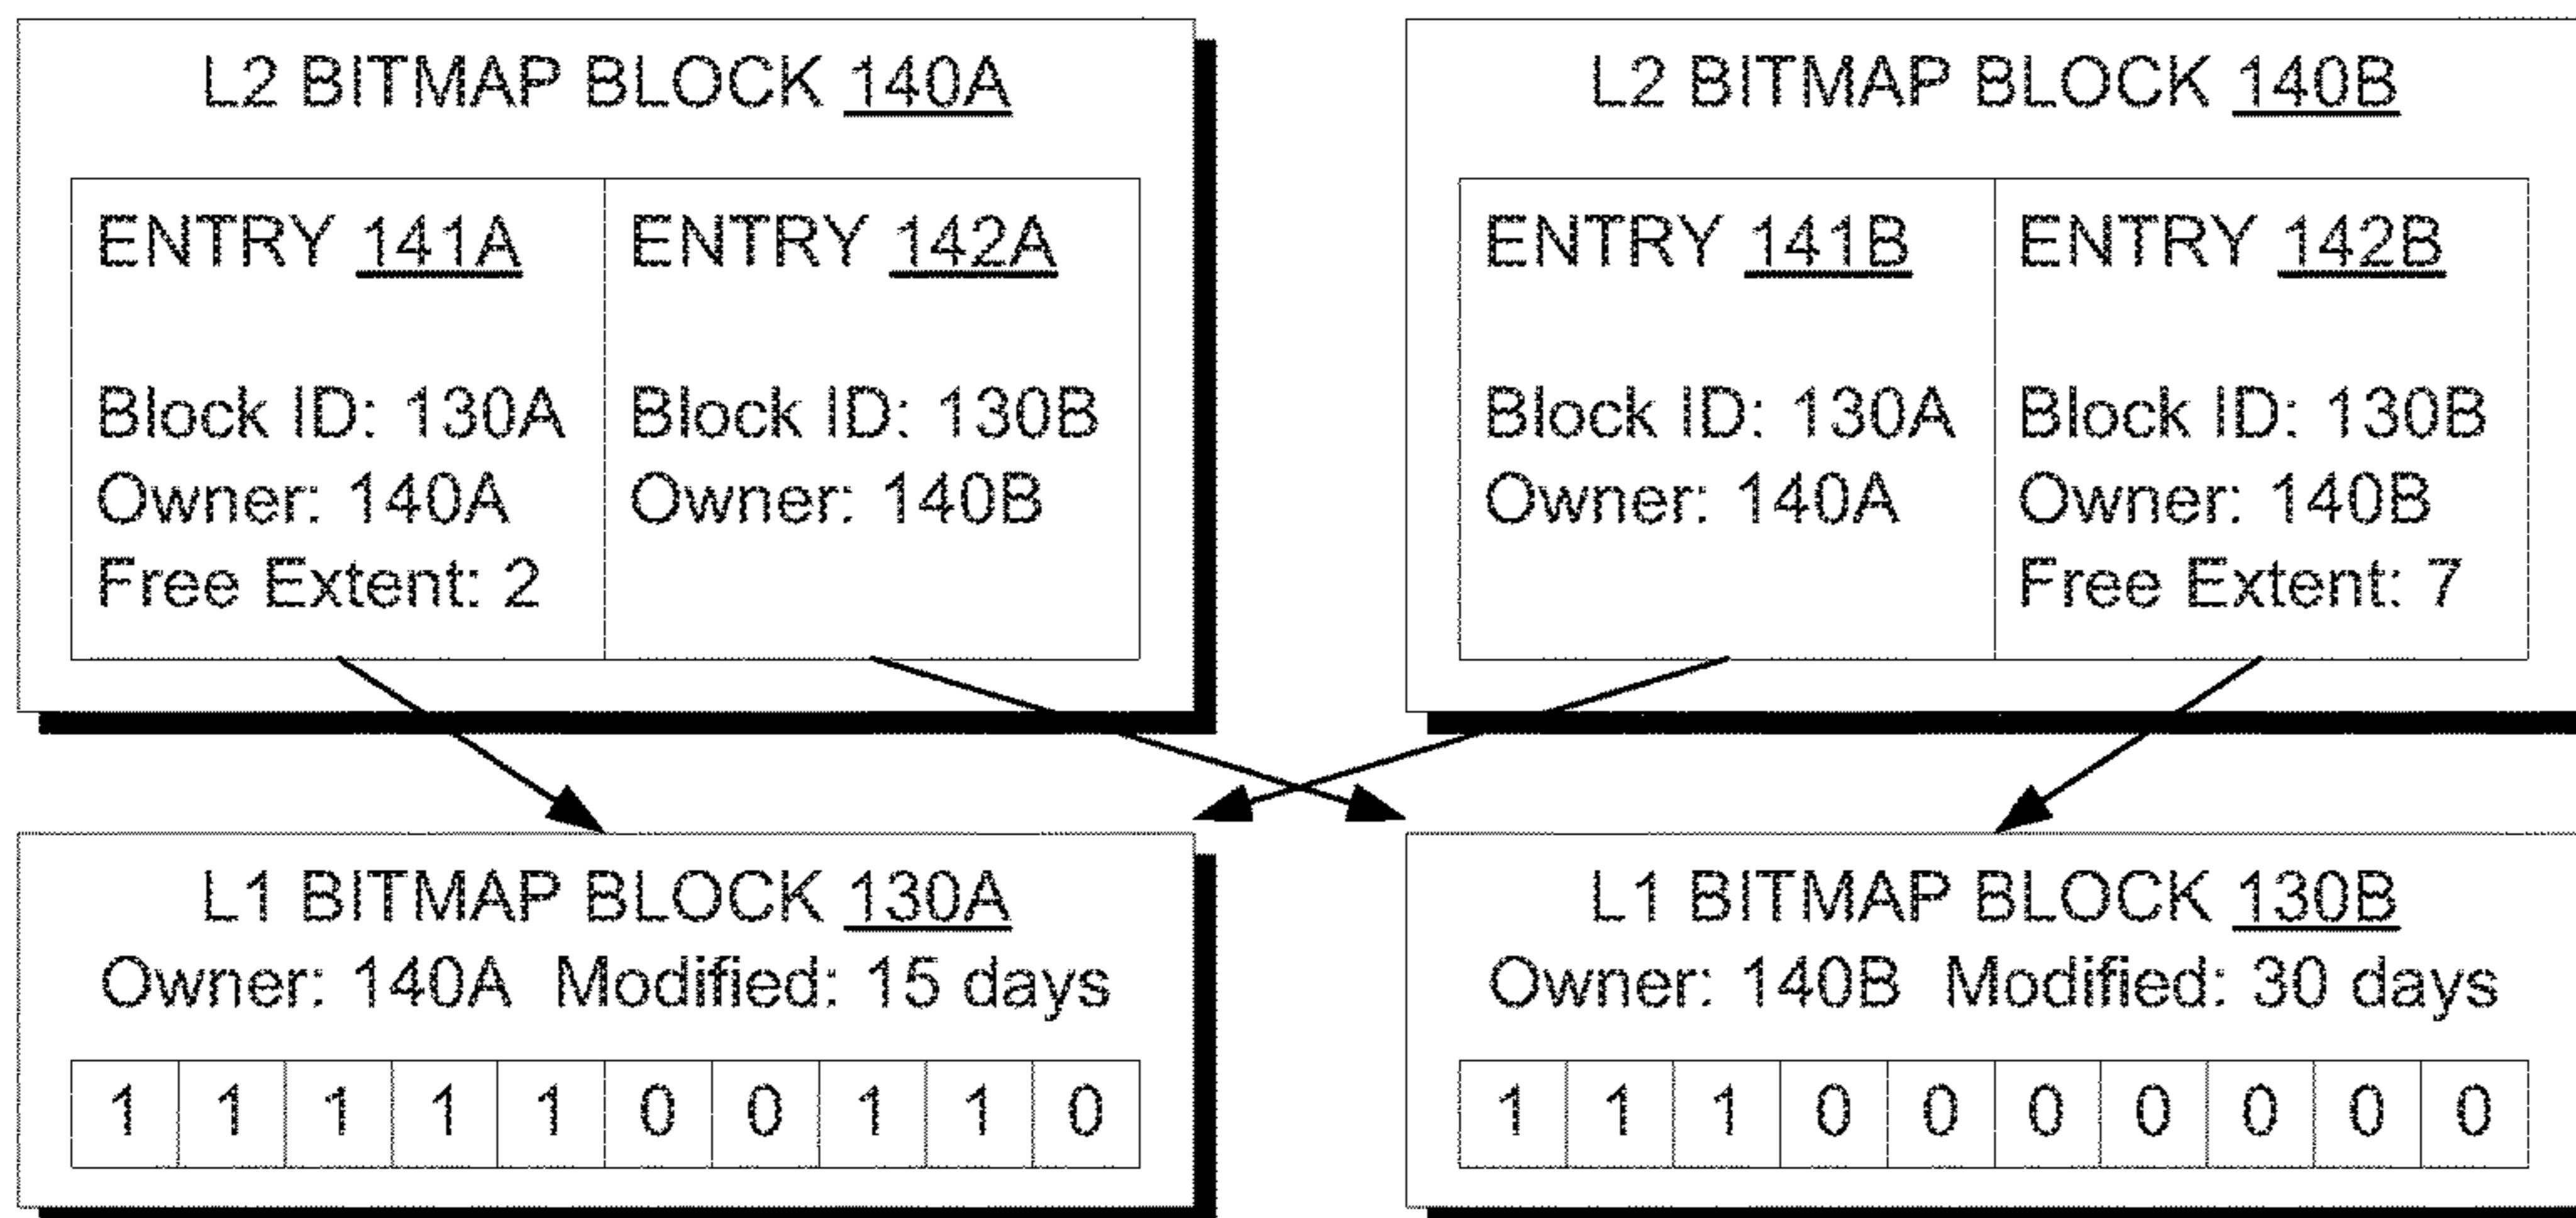 L2 BITMAP BLOCK 140A
ENTRY 141A
Block ID: 130A
Owner: 140A
Free Extent: 2
ENTRY 142A
Block ID: 130B
Owner: 140B
L2 BITMAP BLOCK 140B
ENTRY 141B
Block ID: 130A
Owner: 140A
ENTRY 142B
Block ID: 130B
Owner: 140B
Free Extent: 7
L1 BITMAP BLOCK 130A
Owner: 140A Modified: 15 days
1 1 1 1 1 0 0 1 1 0
L1 BITMAP BLOCK 130B
Owner: 140B Modified: 30 days
1 1 1 0 0 0 0 0 0 0